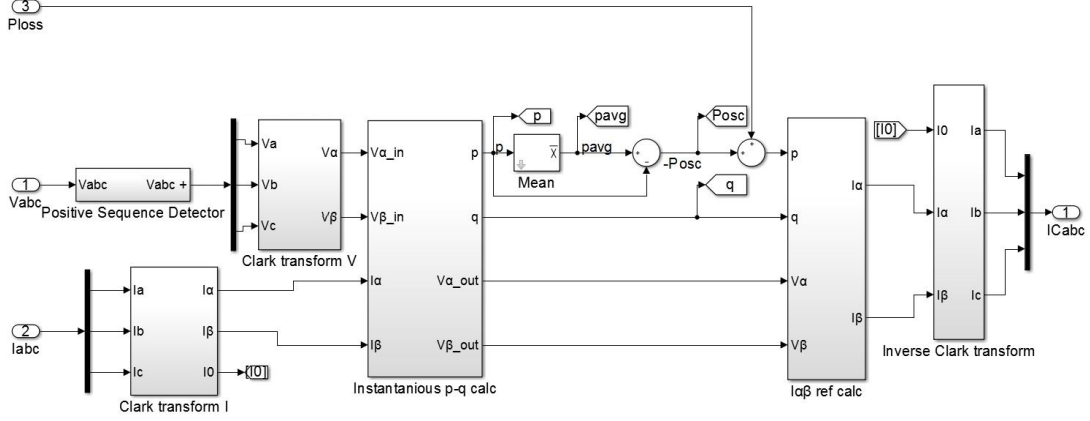 3
Ploss
1
Vabc
Vabc
Vabc +
Positive Sequence Detector
Va
Vb
Vc
Vα
Vβ
Clark transform V
2
Iabc
Ia
Ib
Ic
Iα
Iβ
I0
Clark transform I
[I0]
Vα_in
Vβ_in
Iα
Iβ
p
q
Vα_out
Vβ_out
Instantanious p-q calc
p
p
x
Mean
pavg
pavg
+
-
-Posc
Posc
q
+
+
p
q
Vα
Vβ
Iα
Iβ
Iαβ ref calc
[I0]
I0
Iα
Iβ
Ia
Ib
Ic
Inverse Clark transform
1
ICabc